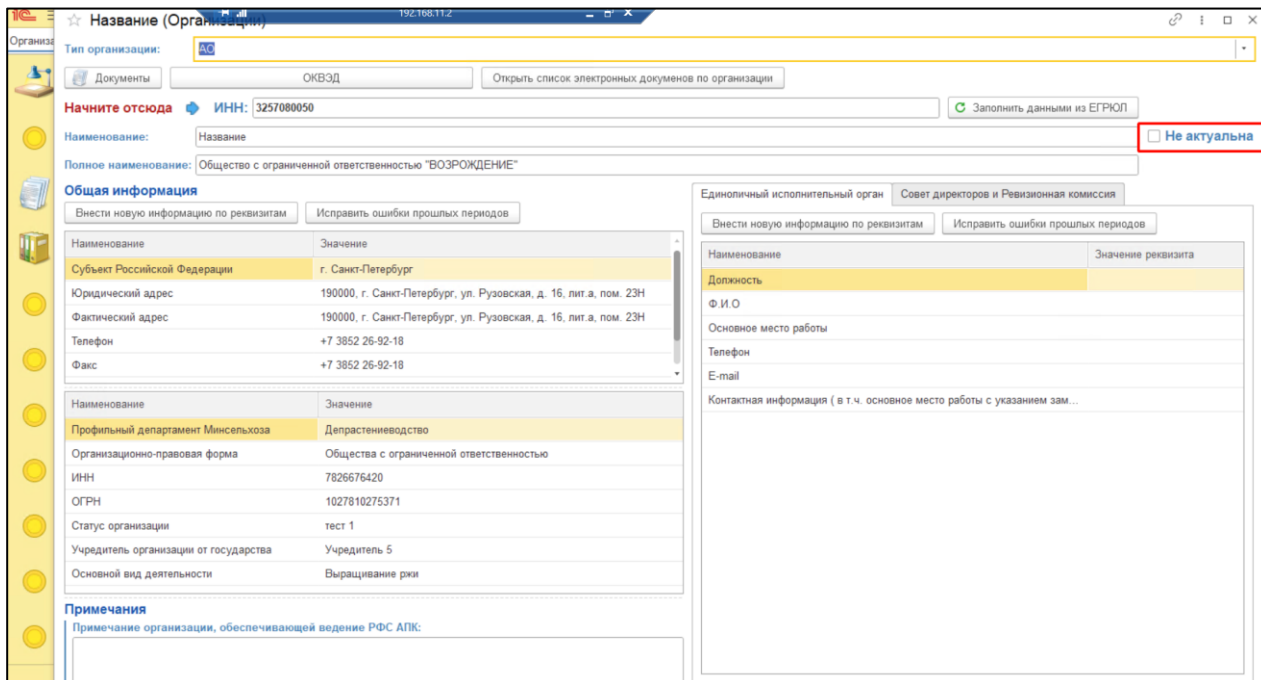 1С
192.168.11.2
Название (Организации)
Организа
Тип организации: АО
Документы ОКВЭД Открыть список электронных докуменов по организации
Начните отсюда ИНН: 3257080050 Заполнить данными из ЕГРЮЛ
Наименование: Название Не актуальна
Полное наименование: Общество с ограниченной ответственностью "ВОЗРОЖДЕНИЕ"
Общая информация
Внести новую информацию по реквизитам Исправить ошибки прошлых периодов
Наименование Значение
Субъект Российской Федерации г. Санкт-Петербург
Юридический адрес 190000, г. Санкт-Петербург, ул. Рузовская, д. 16, лит.а, пом. 23Н
Фактический адрес 190000, г. Санкт-Петербург, ул. Рузовская, д. 16, лит.а, пом. 23Н
Телефон +7 3852 26-92-18
Факс +7 3852 26-92-18
Наименование Значение
Профильный департамент Минсельхоза Депрастениеводство
Организационно-правовая форма Общества с ограниченной ответственностью
ИНН 7826676420
ОГРН 1027810275371
Статус организации тест 1
Учредитель организации от государства Учредитель 5
Основной вид деятельности Выращивание ржи
Примечания
Примечание организации, обеспечивающей ведение РФС АПК:
Единоличный исполнительный орган Совет директоров и Ревизионная комиссия
Внести новую информацию по реквизитам Исправить ошибки прошлых периодов
Наименование Значение реквизита
Должность
Ф.И.О
Основное место работы
Телефон
E-mail
Контактная информация ( в т.ч. основное место работы с указанием зам...